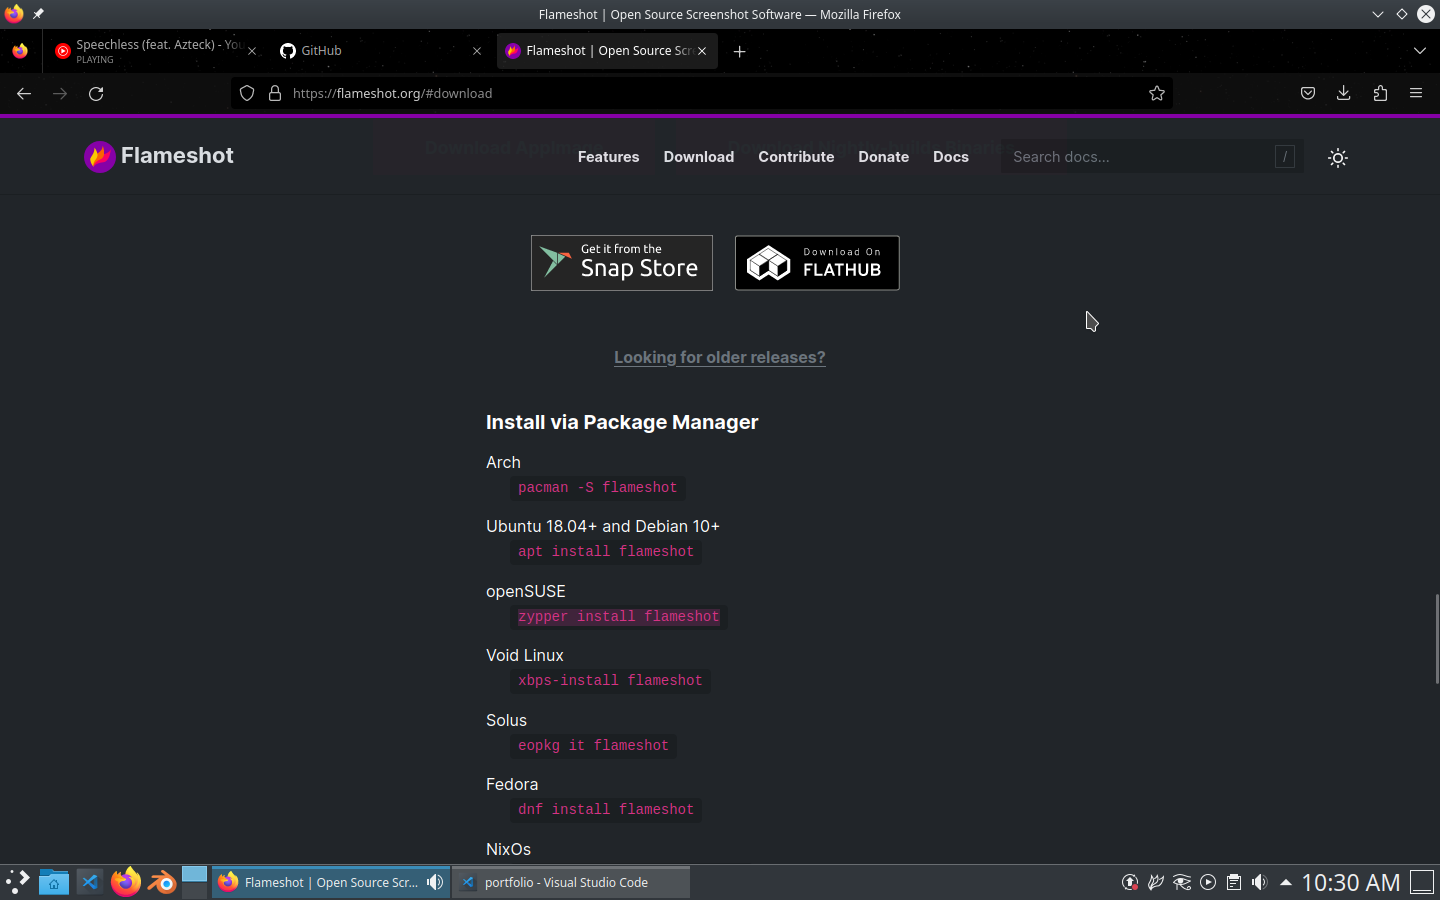 Flameshot | Open Source Screenshot Software — Mozilla Firefox
Speechless (feat. Azteck) - You
PLAYING
GitHub
Flameshot | Open Source Scr
https://flameshot.org/#download
Flameshot
Features
Download
Contribute
Donate
Docs
Search docs...
/
Get it from the
Snap Store
Download On
FLATHUB
Looking for older releases?
Install via Package Manager
Arch
pacman -S flameshot
Ubuntu 18.04+ and Debian 10+
apt install flameshot
openSUSE
zypper install flameshot
Void Linux
xbps-install flameshot
Solus
eopkg it flameshot
Fedora
dnf install flameshot
NixOs
Flameshot | Open Source Scr...
portfolio - Visual Studio Code
10:30 AM